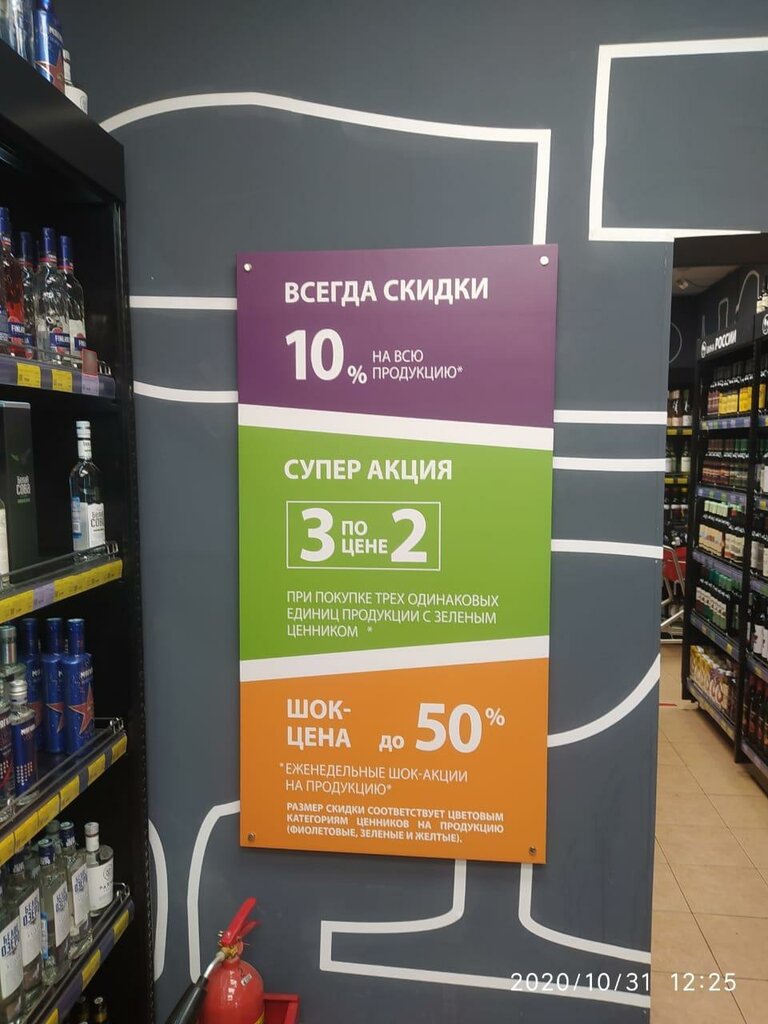 ВСЕГДА СКИДКИ
10% НА ВСЮ
ПРОДУКЦИЮ*
СУПЕР АКЦИЯ
3 ПО ЦЕНЕ 2
ПРИ ПОКУПКЕ ТРЕХ ОДИНАКОВЫХ
ЕДИНИЦ ПРОДУКЦИИ С ЗЕЛЕНЫМ
ЦЕННИКОМ *
ШОК-
ЦЕНА ДО 50%
*ЕЖЕНЕДЕЛЬНЫЕ ШОК-АКЦИИ
НА ПРОДУКЦИЮ*
РАЗМЕР СКИДКИ СООТВЕТСТВУЕТ ЦВЕТОВЫМ
КАТЕГОРИЯМ ЦЕННИКОВ НА ПРОДУКЦИЮ
(ФИОЛЕТОВЫЕ, ЗЕЛЕНЫЕ И ЖЕЛТЫЕ).
РОССИИ
2020/10/31 12:25